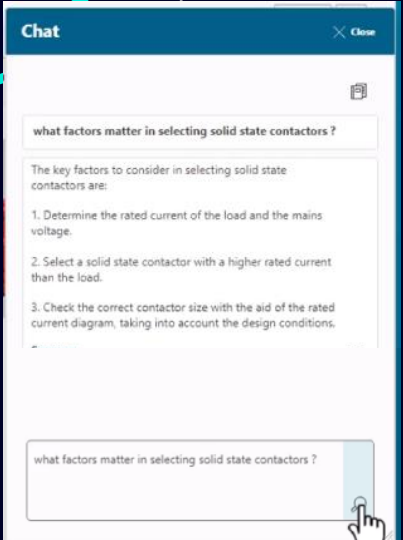 Chat
Close
what factors matter in selecting solid state contactors ?
The key factors to consider in selecting solid state
contactors are:
1. Determine the rated current of the load and the mains
voltage.
2. Select a solid state contactor with a higher rated current
than the load.
3. Check the correct contactor size with the aid of the rated
current diagram, taking into account the design conditions.
what factors matter in selecting solid state contactors ?